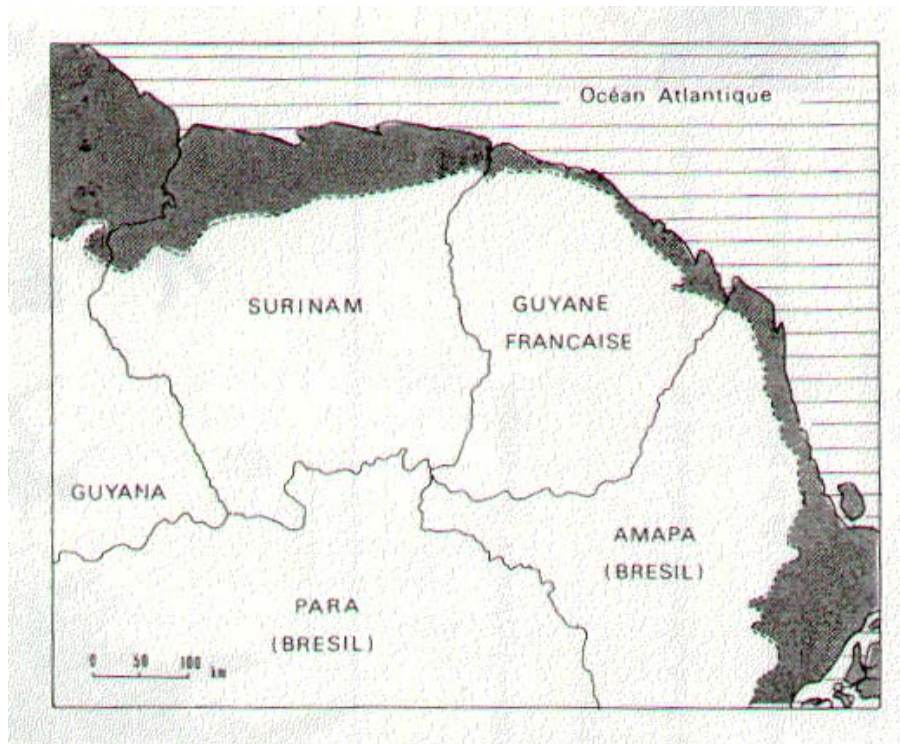 Océan Atlantique
SURINAM
GUYANE
FRANCAISE
GUYANA
AMAPA
(BRESIL)
PARA
(BRESIL)
0 50 100 km